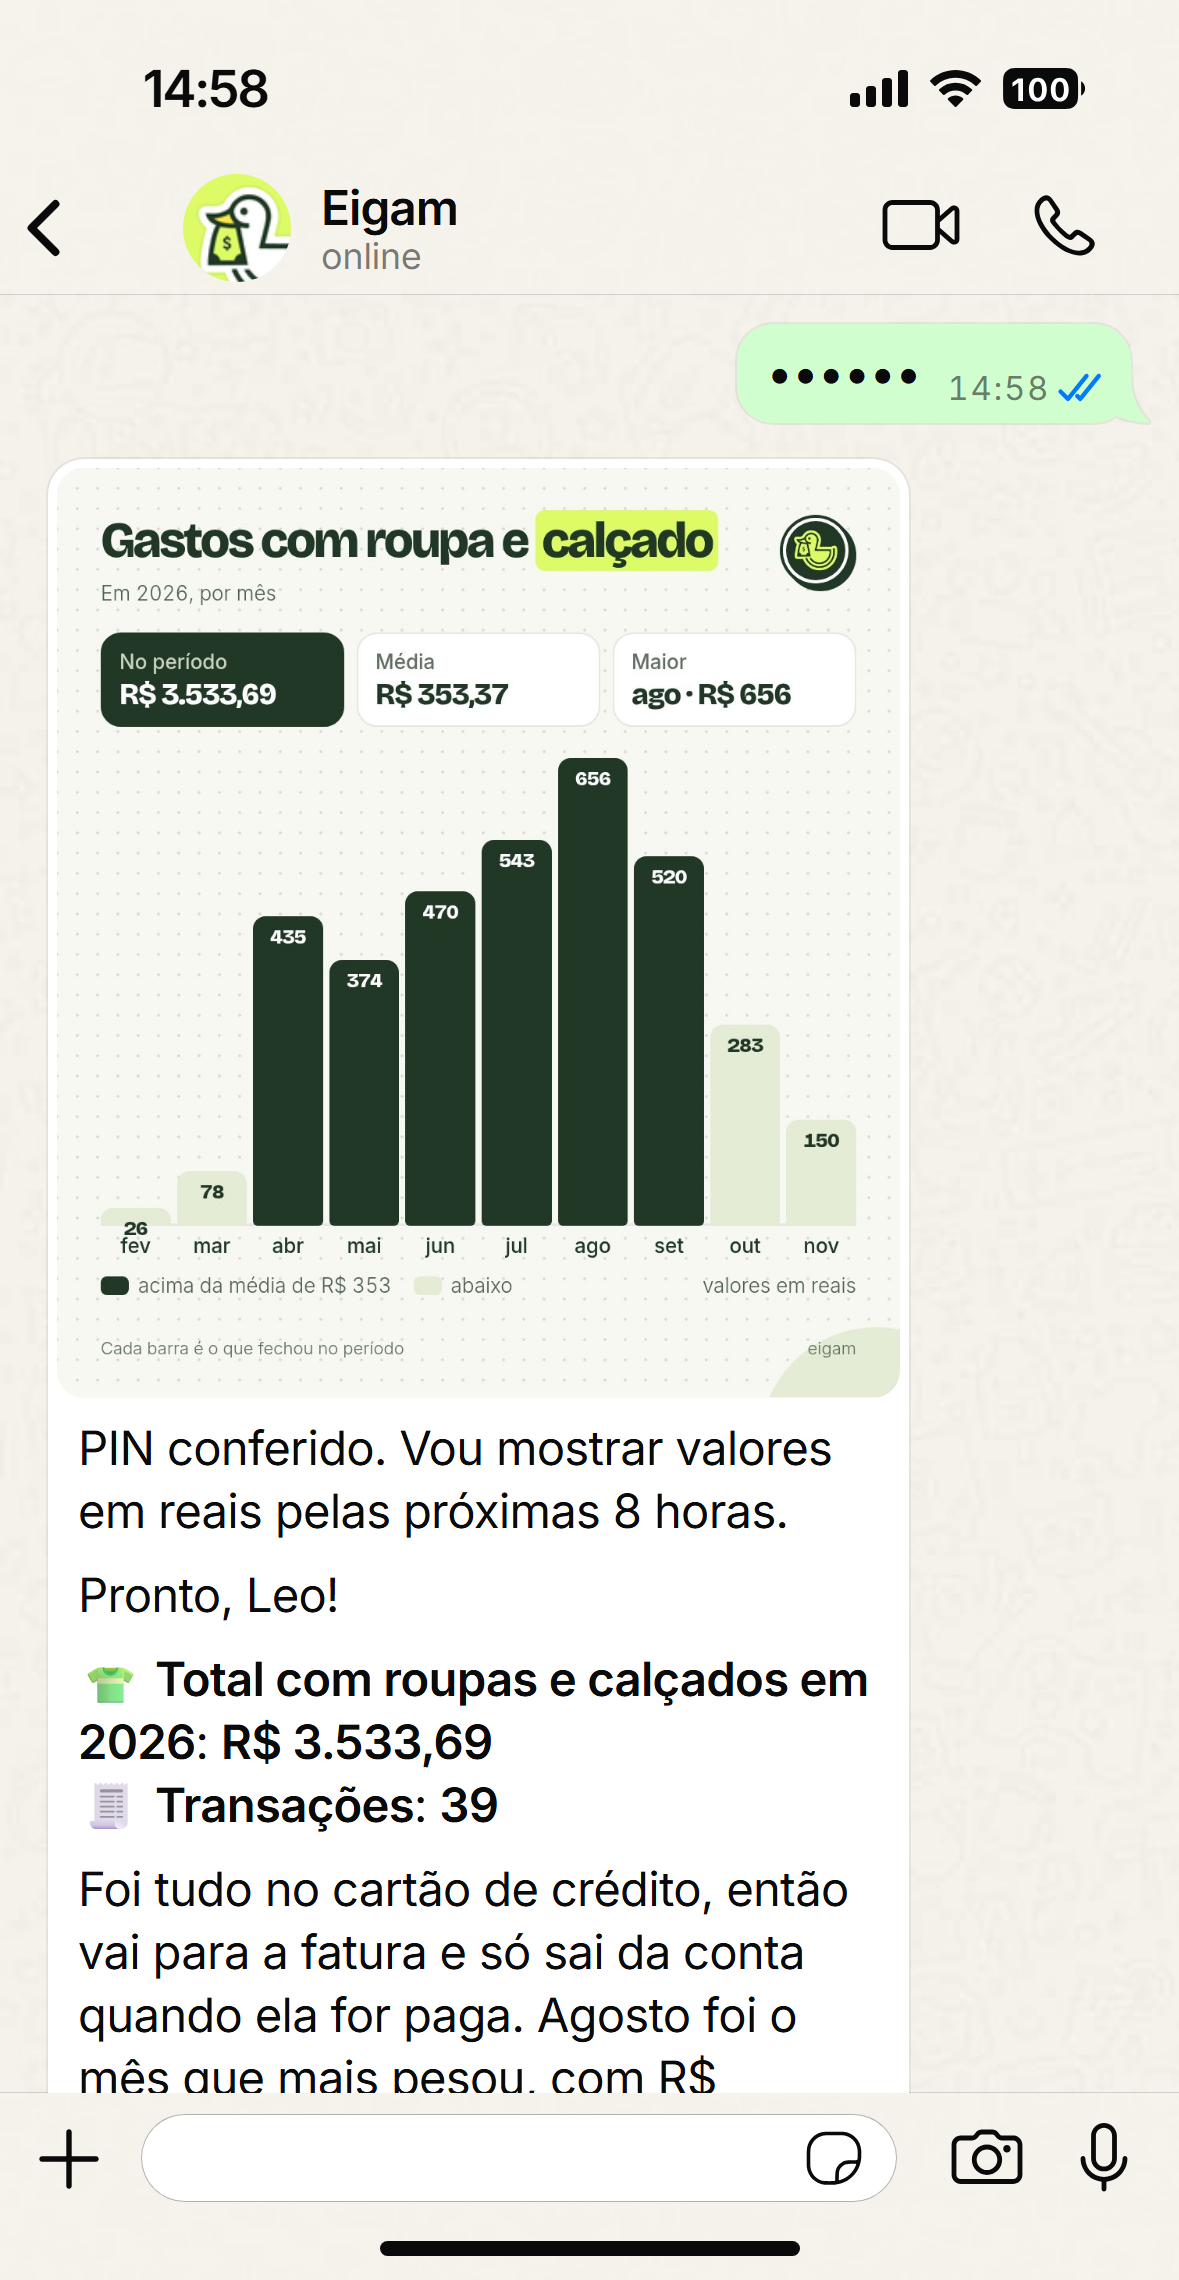 14:58
100
Eigam
online
•••••• 14:58
Gastos com roupa e calçado
Em 2026, por mês
No período
R$ 3.533,69
Média
R$ 353,37
Maior
ago · R$ 656
656
543
520
470
435
374
283
150
78
26
fev mar abr mai jun jul ago set out nov
acima da média de R$ 353 abaixo valores em reais
Cada barra é o que fechou no período eigam
PIN conferido. Vou mostrar valores
em reais pelas próximas 8 horas.
Pronto, Leo!
👕 Total com roupas e calçados em
2026: R$ 3.533,69
🧾 Transações: 39
Foi tudo no cartão de crédito, então
vai para a fatura e só sai da conta
quando ela for paga. Agosto foi o
mês que mais pesou, com R$